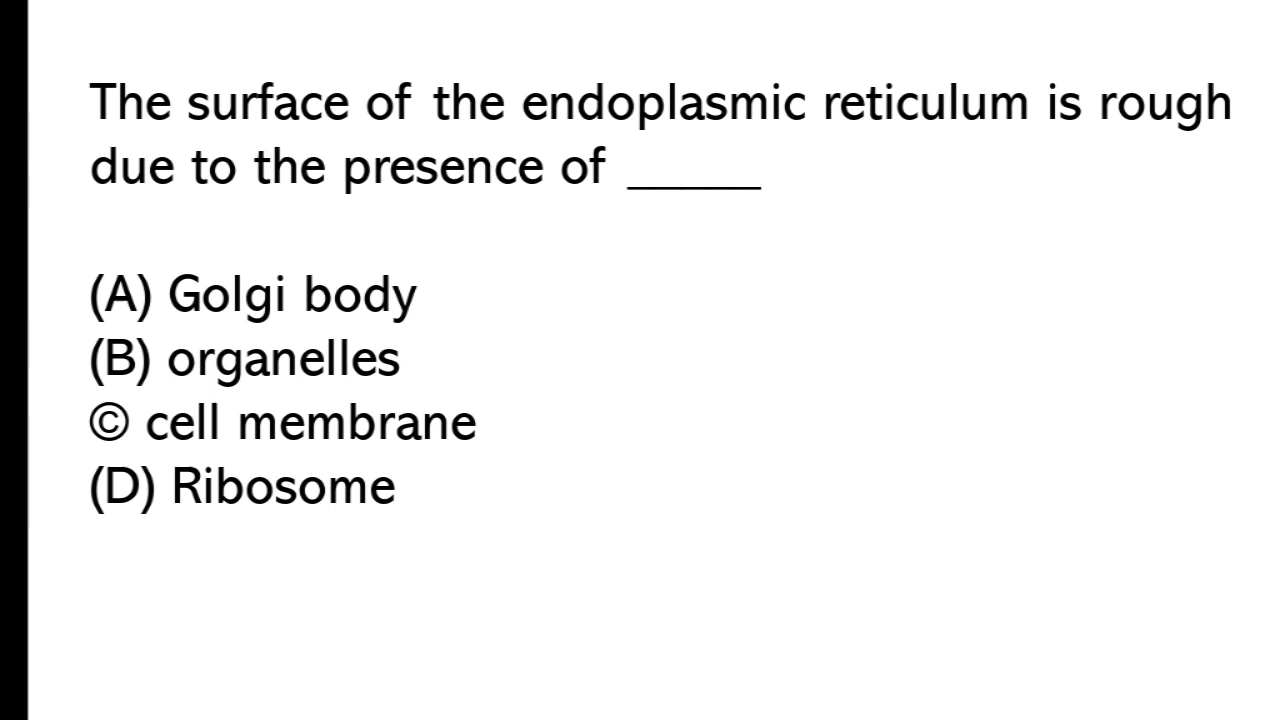 The surface of the endoplasmic reticulum is rough
due to the presence of _____
(A) Golgi body
(B) organelles
© cell membrane
(D) Ribosome